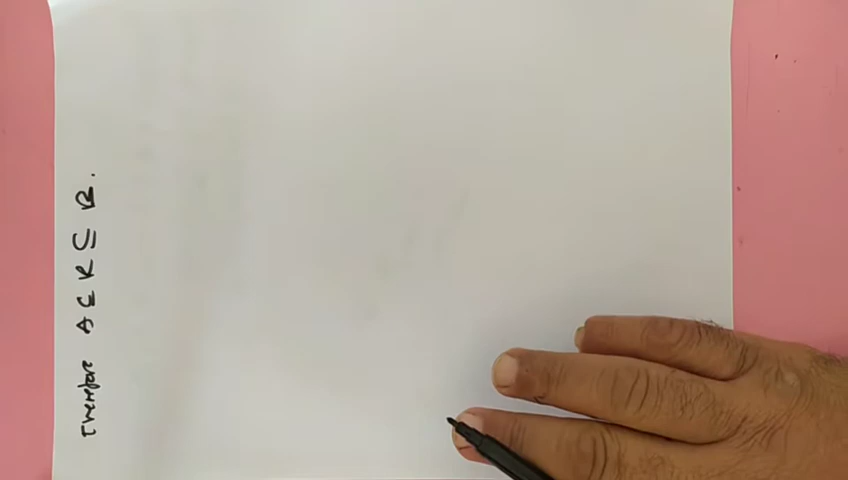 Therefore A ⊆ K ⊆ B.